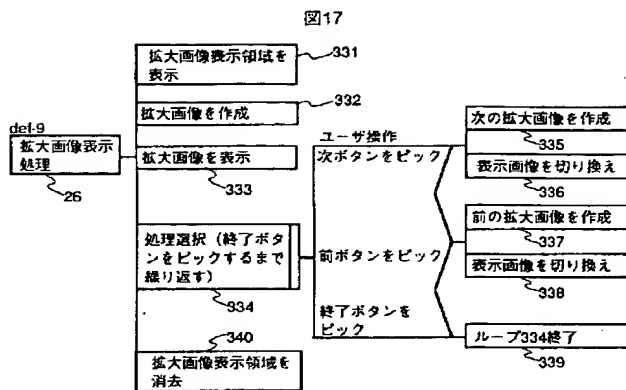 図17
def-9
拡大画像表示
処理
26
拡大画像表示領域を
表示
331
拡大画像を作成
332
拡大画像を表示
333
処理選択（終了ボタ
ンをピックするまで
繰り返す）
334
340
拡大画像表示領域を
消去
ユーザ操作
次ボタンをピック
前ボタンをピック
終了ボタンを
ピック
次の拡大画像を作成
335
表示画像を切り換え
336
前の拡大画像を作成
337
表示画像を切り換え
338
ループ334終了
339